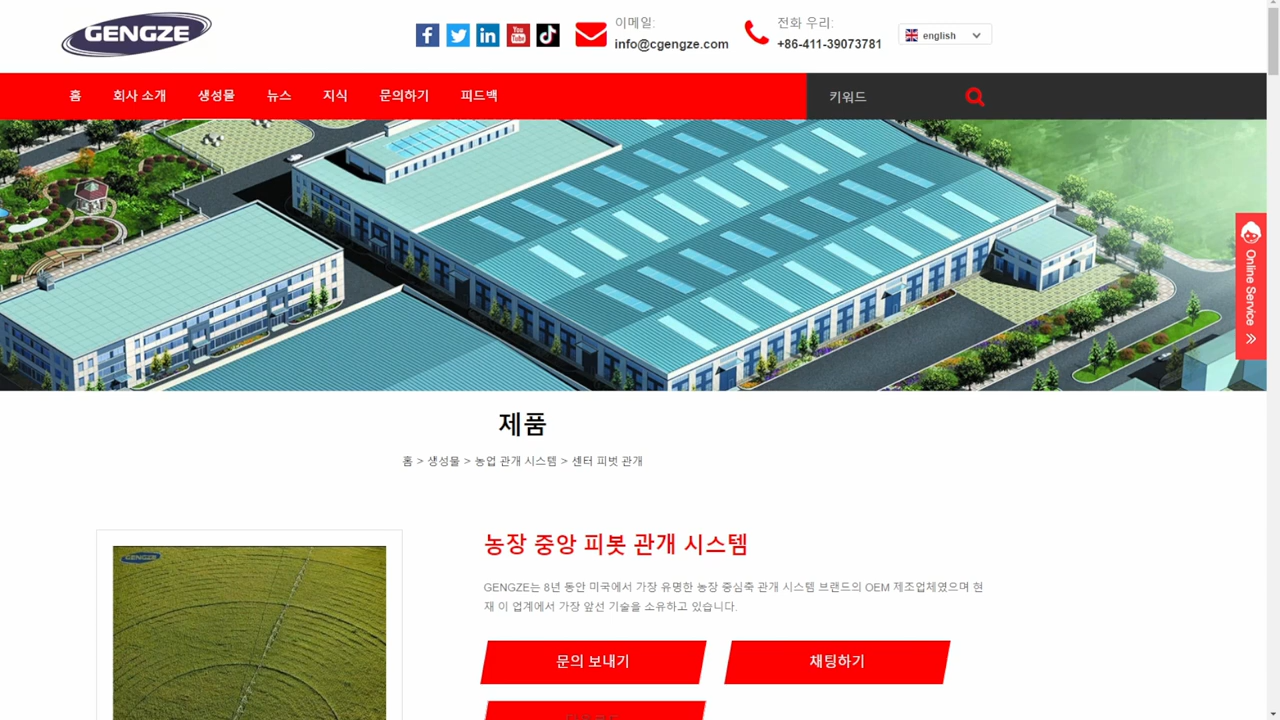 GENGZE
You
Tube
이메일:
info@cgengze.com
전화 우리:
+86-411-39073781
english
홈 회사 소개 생성물 뉴스 지식 문의하기 피드백
키워드
Online Service
제품
홈 > 생성물 > 농업 관개 시스템 > 센터 피벗 관개
GENGZE
농장 중앙 피봇 관개 시스템
GENGZE는 8년 동안 미국에서 가장 유명한 농장 중심축 관개 시스템 브랜드의 OEM 제조업체였으며 현
재 이 업계에서 가장 앞선 기술을 소유하고 있습니다.
문의 보내기
채팅하기